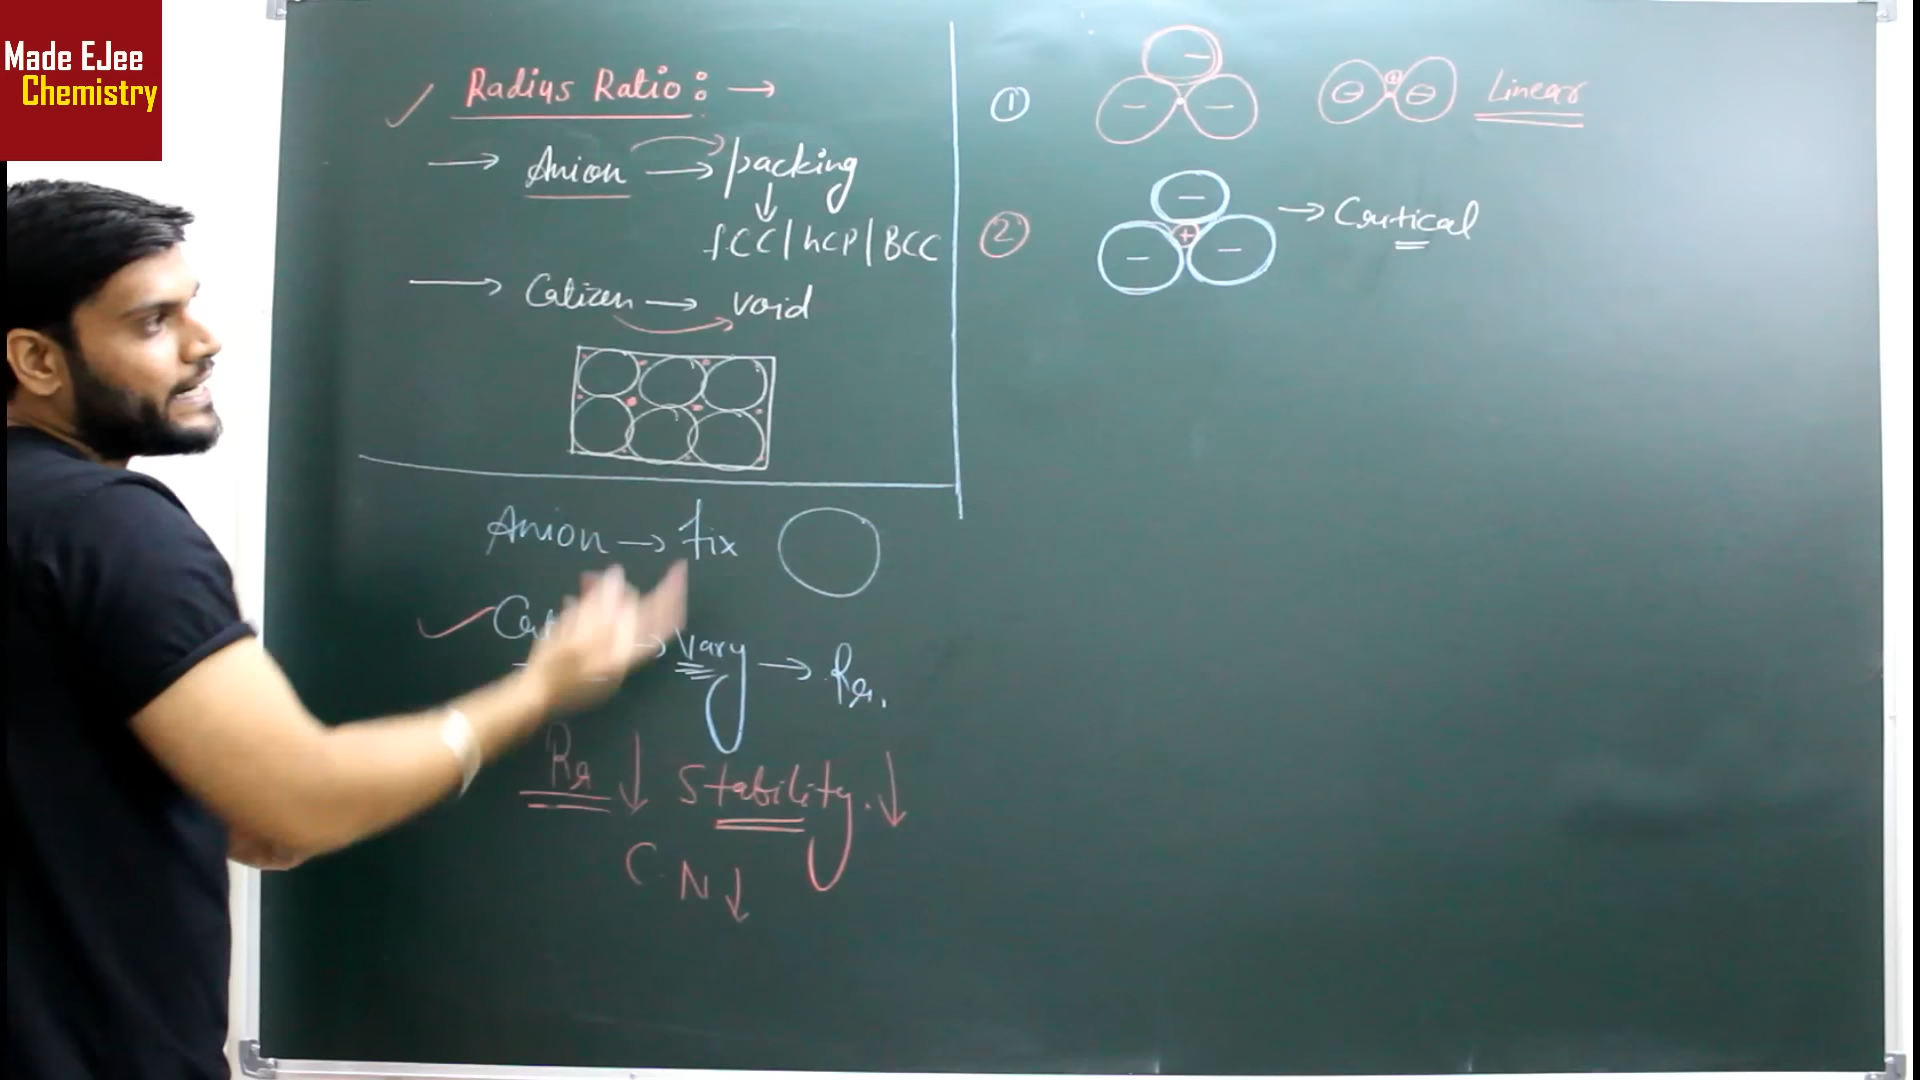 Made EJee
Chemistry
Radius Ratio : →
→ Anion → packing
↓
fCC | hCP | BCC
→ Cation → void
Anion → fix
→ Vary → Rr.
Rr ↓ Stability. ↓
C. N ↓
① − − − − + − Linear
② − − + − → Critical